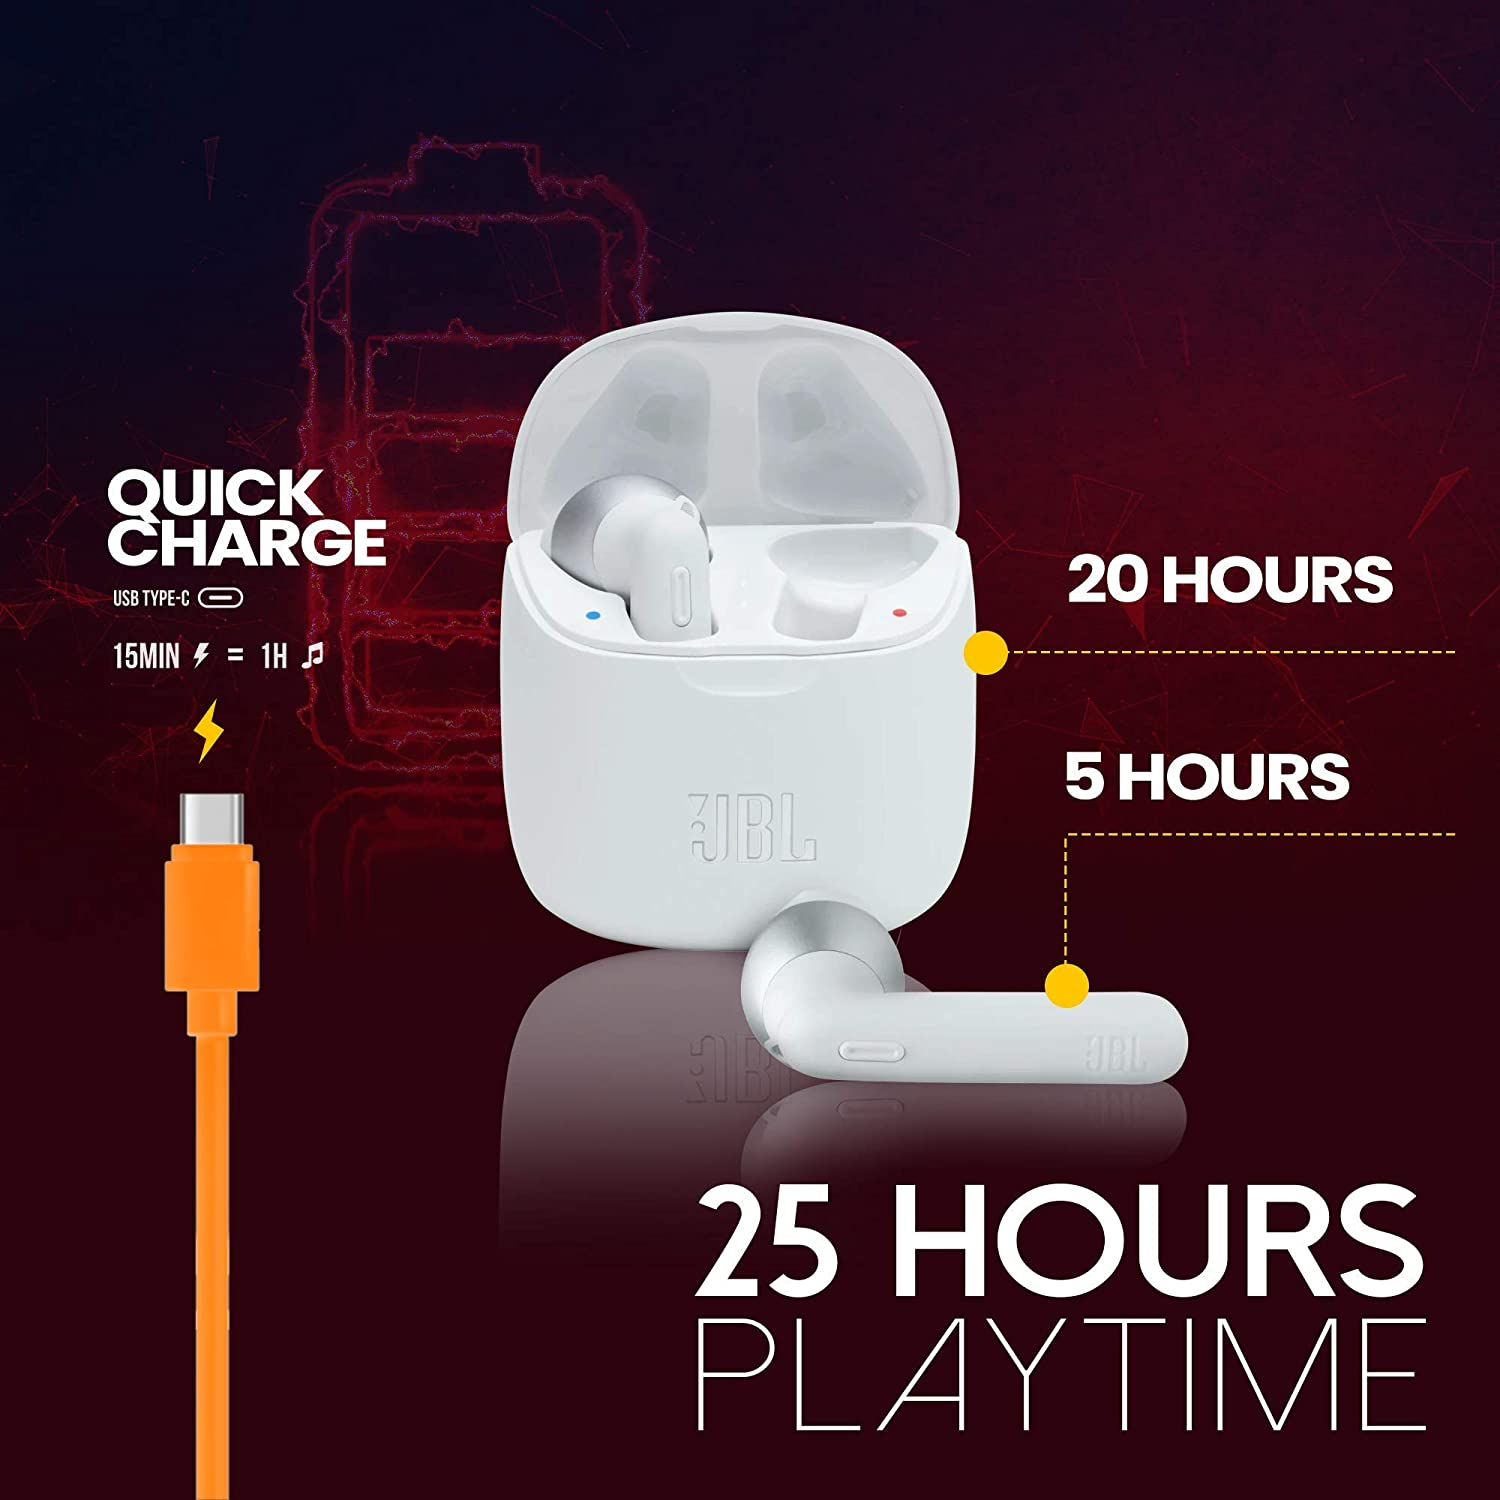 QUICK
CHARGE
USB TYPE-C
15MIN = 1H
20 HOURS
5 HOURS
JBL
JBL
25 HOURS
PLAYTIME